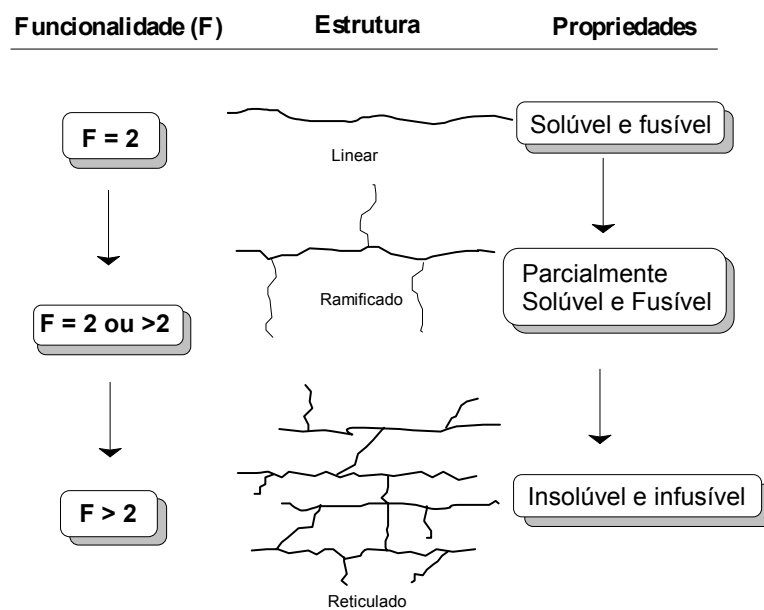 Funcionalidade (F) Estrutura Propriedades
F = 2
Linear
Solúvel e fusível
F = 2 ou >2
Ramificado
Parcialmente
Solúvel e Fusível
F > 2
Reticulado
Insolúvel e infusível